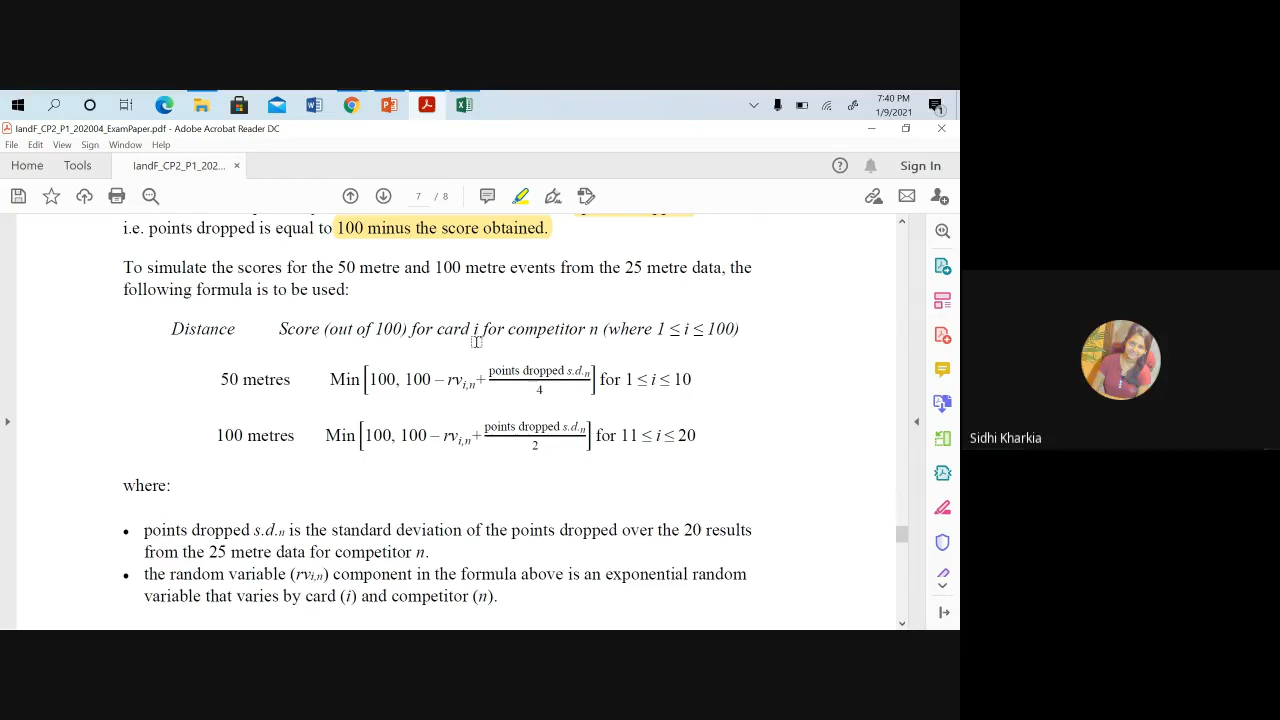 7:40 PM
1/9/2021
1
IandF_CP2_P1_202004_ExamPaper.pdf - Adobe Acrobat Reader DC
File Edit View Sign Window Help
Home Tools IandF_CP2_P1_202... × Sign In
7 / 8
i.e. points dropped is equal to 100 minus the score obtained.
To simulate the scores for the 50 metre and 100 metre events from the 25 metre data, the
following formula is to be used:
Distance Score (out of 100) for card i for competitor n (where 1 ≤ i ≤ 100)
50 metres Min [100, 100 – rv_{i,n} + points dropped s.d._n / 4] for 1 ≤ i ≤ 10
100 metres Min [100, 100 – rv_{i,n} + points dropped s.d._n / 2] for 11 ≤ i ≤ 20
where:
• points dropped s.d._n is the standard deviation of the points dropped over the 20 results
from the 25 metre data for competitor n.
• the random variable (rv_{i,n}) component in the formula above is an exponential random
variable that varies by card (i) and competitor (n).
Sidhi Kharkia